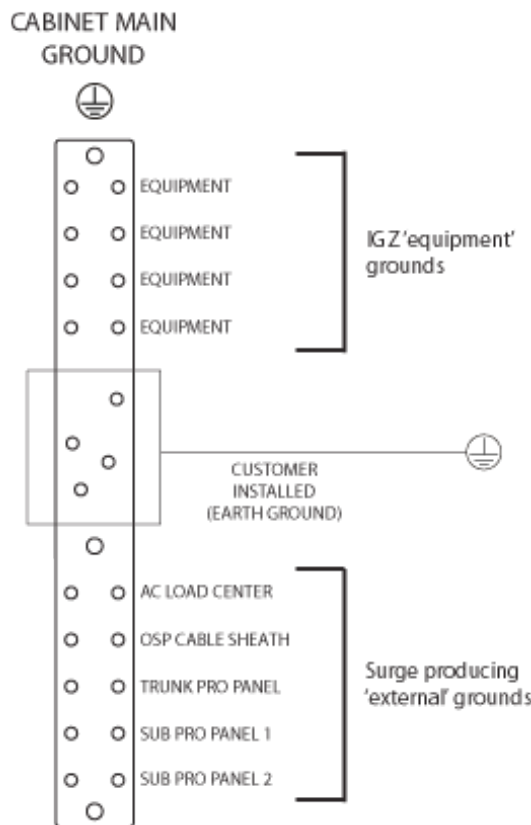 CABINET MAIN
GROUND
EQUIPMENT
EQUIPMENT
EQUIPMENT
EQUIPMENT
IGZ 'equipment'
grounds
CUSTOMER
INSTALLED
(EARTH GROUND)
AC LOAD CENTER
OSP CABLE SHEATH
TRUNK PRO PANEL
SUB PRO PANEL 1
SUB PRO PANEL 2
Surge producing
'external' grounds